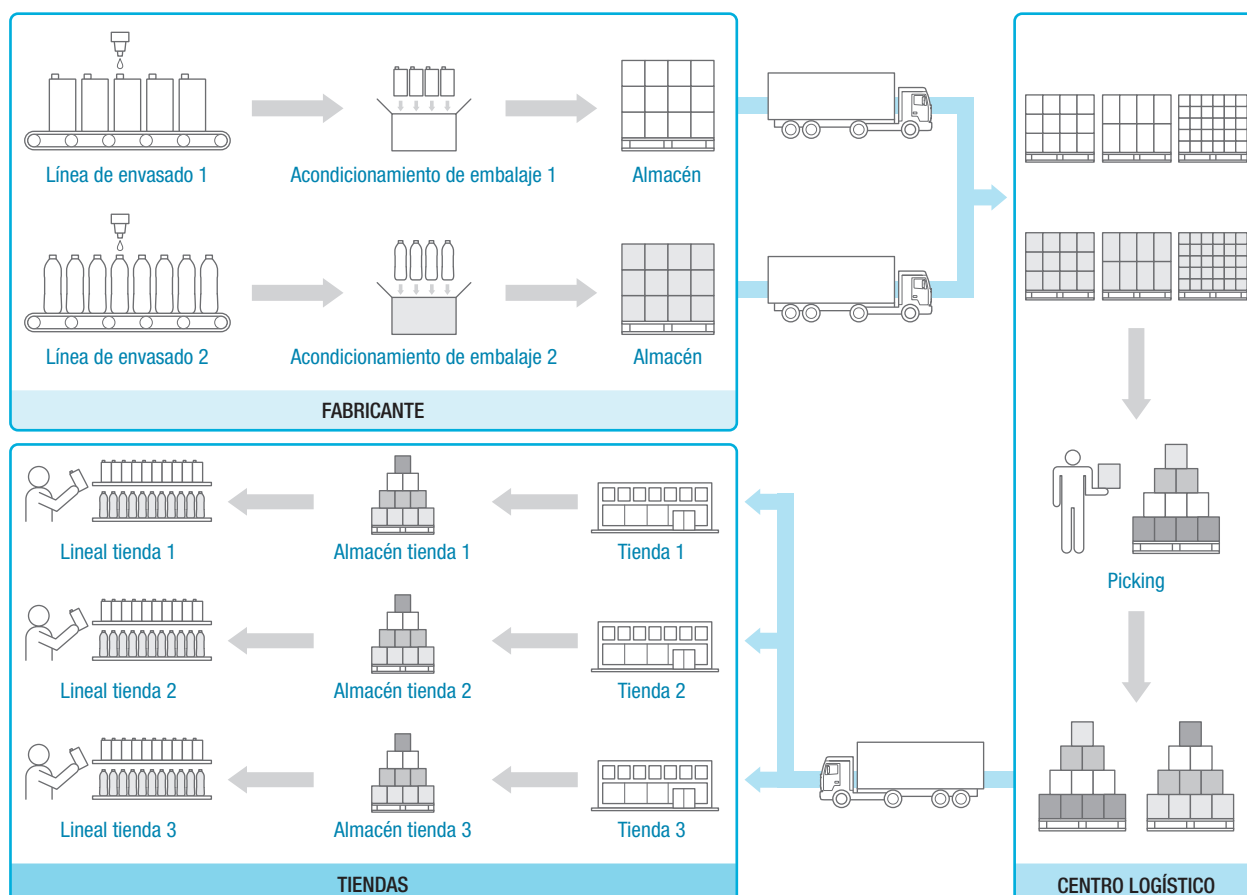 Línea de envasado 1
Acondicionamiento de embalaje 1
Almacén
Línea de envasado 2
Acondicionamiento de embalaje 2
Almacén
FABRICANTE
Picking
Lineal tienda 1
Almacén tienda 1
Tienda 1
Lineal tienda 2
Almacén tienda 2
Tienda 2
Lineal tienda 3
Almacén tienda 3
Tienda 3
TIENDAS
CENTRO LOGÍSTICO